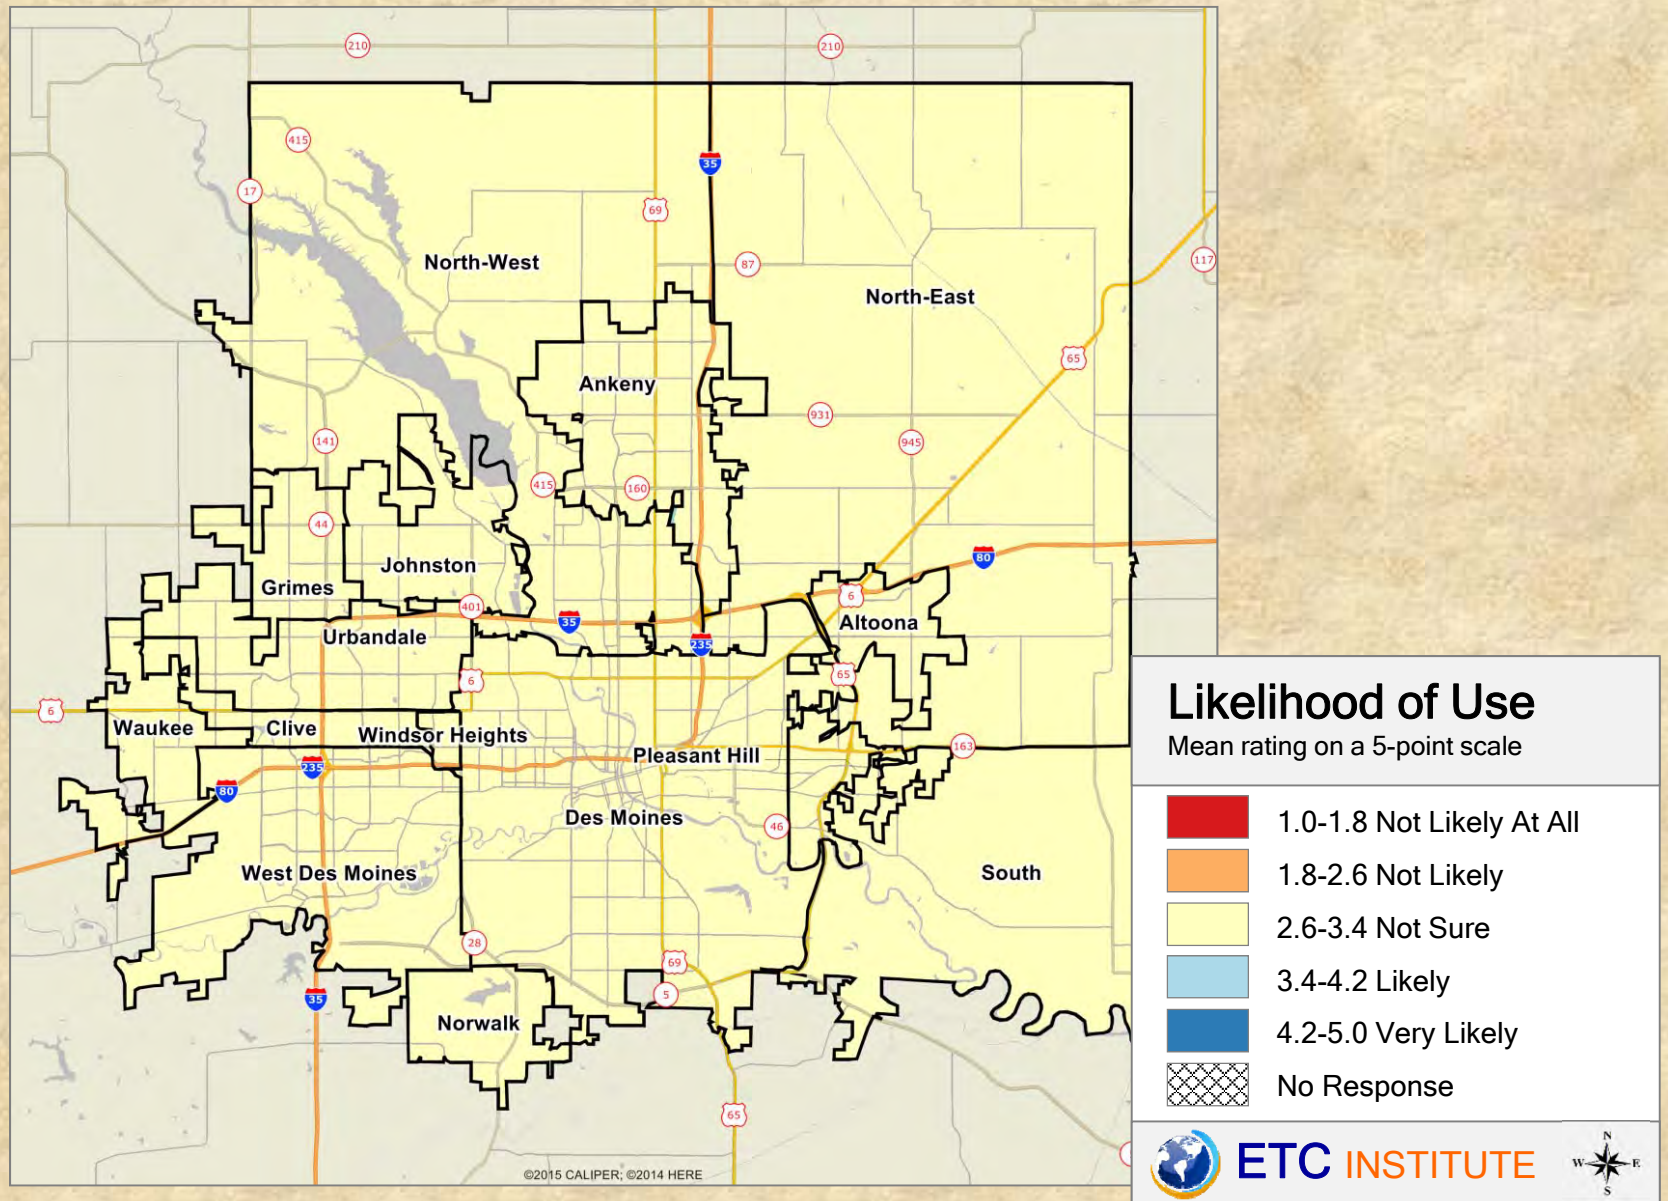 210
210
415
35
17
69
117
87
North-West
North-East
65
Ankeny
931
141
945
415
160
44
80
Johnston
Grimes
6
401
35
Altoona
Urbandale
235
65
6
6
Waukee
Clive
Windsor Heights
163
Pleasant Hill
235
80
Des Moines
46
West Des Moines
South
28
69
5
35
Norwalk
65
©2015 CALIPER; ©2014 HERE
Likelihood of Use
Mean rating on a 5-point scale
1.0-1.8 Not Likely At All
1.8-2.6 Not Likely
2.6-3.4 Not Sure
3.4-4.2 Likely
4.2-5.0 Very Likely
No Response
ETC INSTITUTE
N
W E
S